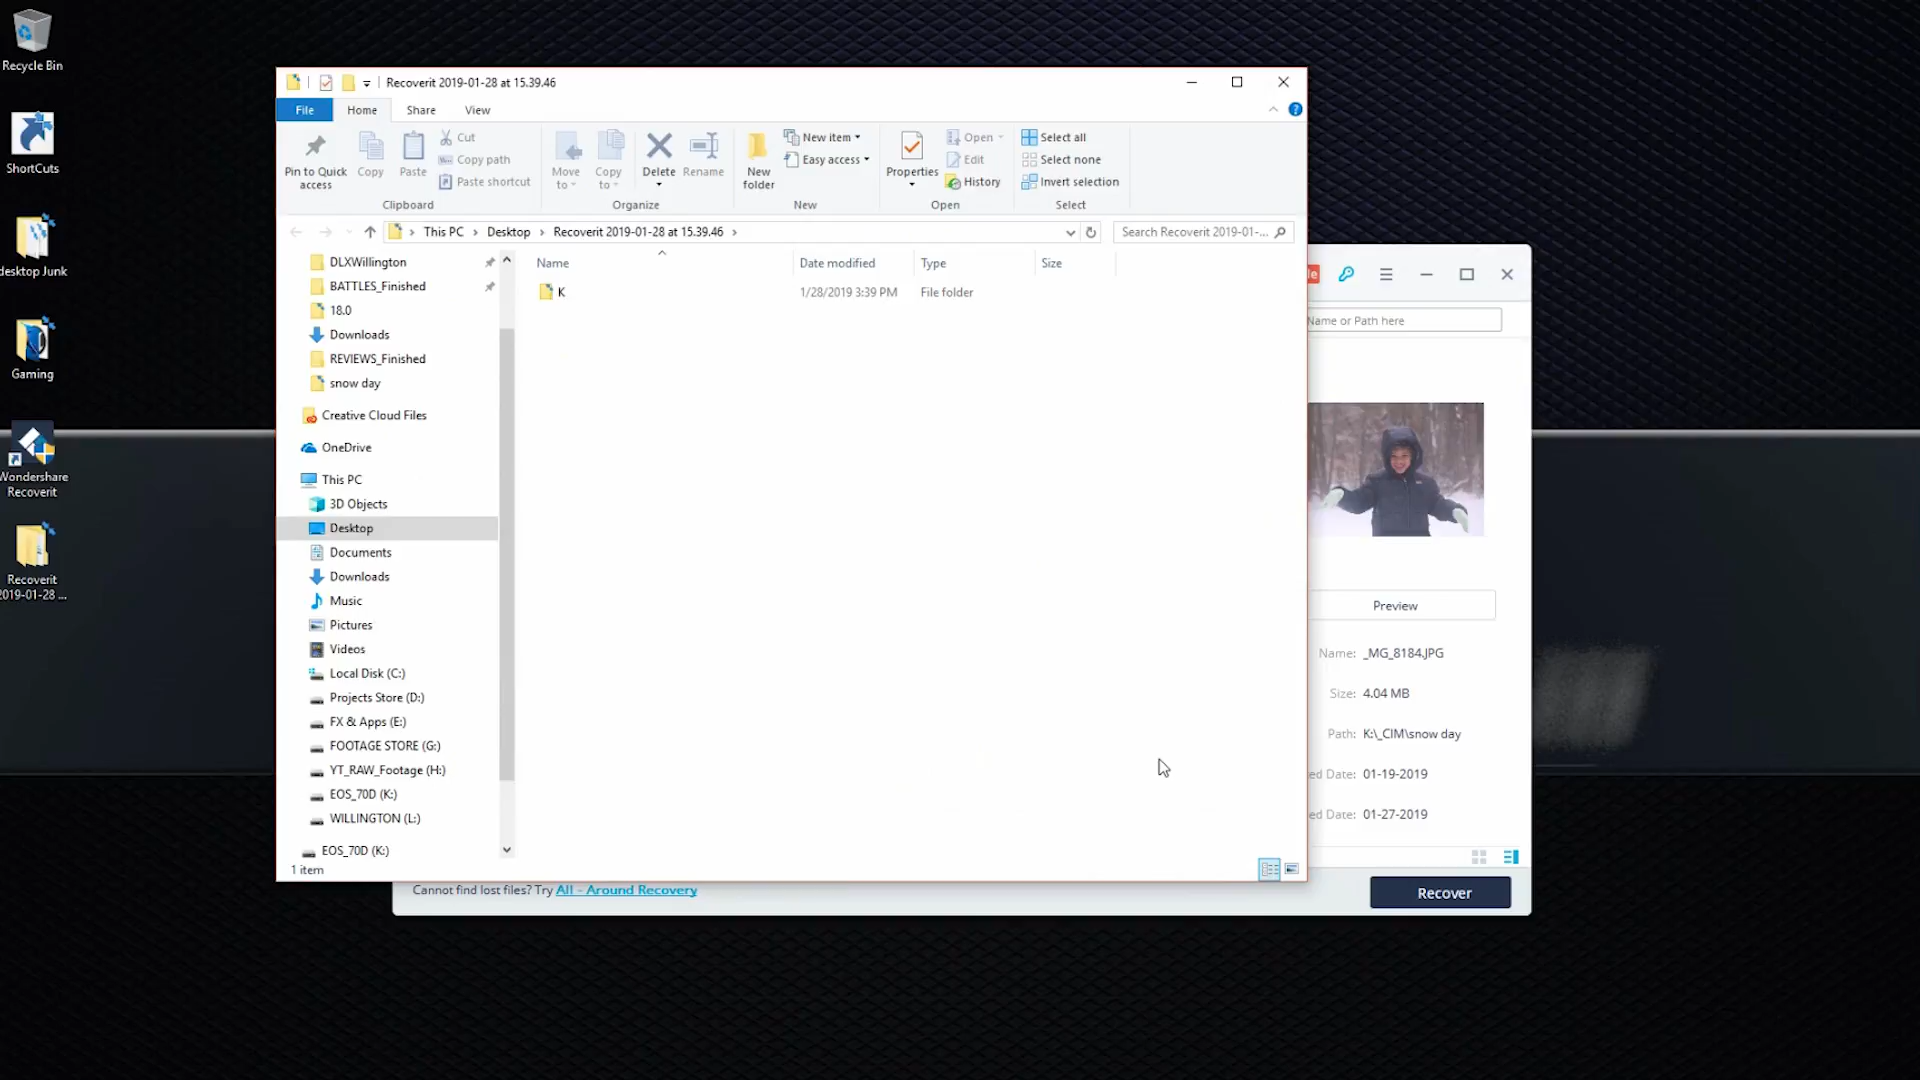 Recycle Bin
ShortCuts
desktop Junk
Gaming
Wondershare
Recoverit
Recoverit
2019-01-28 ...
Recoverit 2019-01-28 at 15.39.46
File Home Share View
Pin to Quick
access
Copy
Paste
Cut
Copy path
Paste shortcut
Clipboard
Move
to
Copy
to
Delete
Rename
Organize
New
folder
New item
Easy access
New
Properties
Open
Edit
History
Open
Select all
Select none
Invert selection
Select
This PC > Desktop > Recoverit 2019-01-28 at 15.39.46 >
Search Recoverit 2019-01-...
DLXWillington
BATTLES_Finished
18.0
Downloads
REVIEWS_Finished
snow day
Creative Cloud Files
OneDrive
This PC
3D Objects
Desktop
Documents
Downloads
Music
Pictures
Videos
Local Disk (C:)
Projects Store (D:)
FX & Apps (E:)
FOOTAGE STORE (G:)
YT_RAW_Footage (H:)
EOS_70D (K:)
WILLINGTON (L:)
EOS_70D (K:)
1 item
Name Date modified Type Size
K 1/28/2019 3:39 PM File folder
le
Name or Path here
Preview
Name: _MG_8184.JPG
Size: 4.04 MB
Path: K:\_CIM\snow day
ed Date: 01-19-2019
ed Date: 01-27-2019
Cannot find lost files? Try All - Around Recovery
Recover